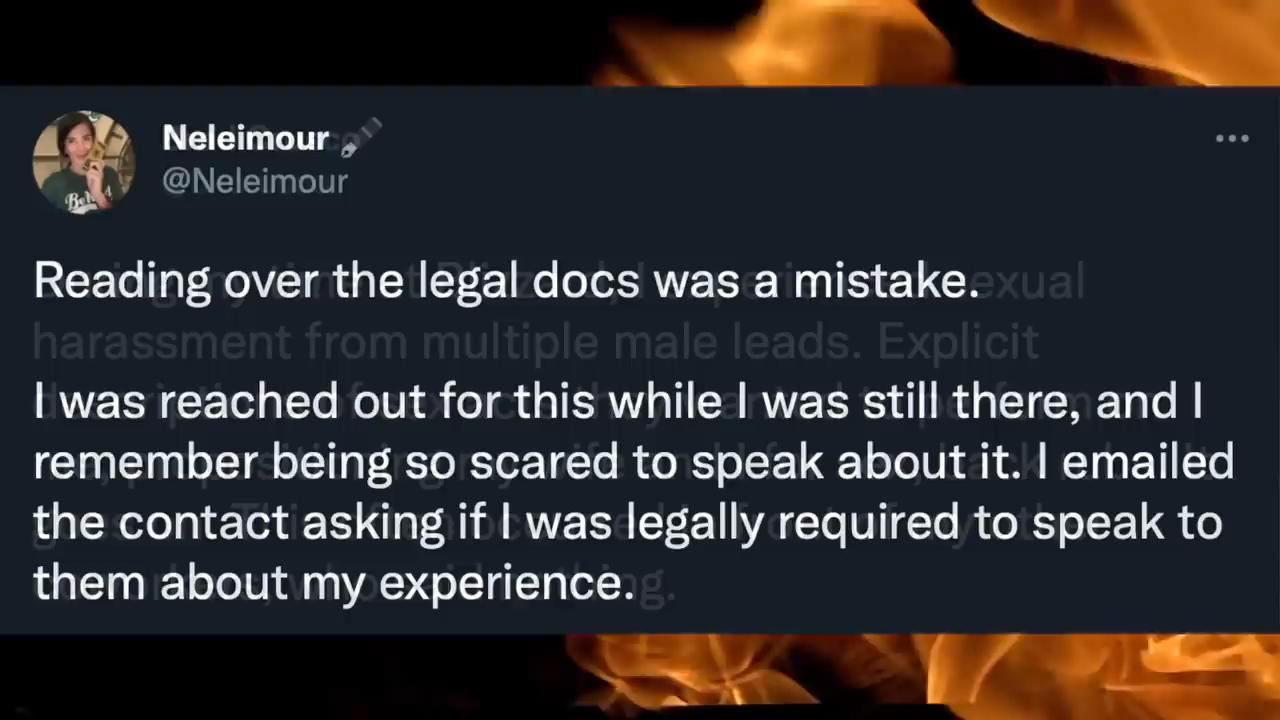 Neleimour
@Neleimour
Reading over the legal docs was a mistake.
harassment from multiple male leads. Explicit
I was reached out for this while I was still there, and I
remember being so scared to speak about it. I emailed
the contact asking if I was legally required to speak to
them about my experience.